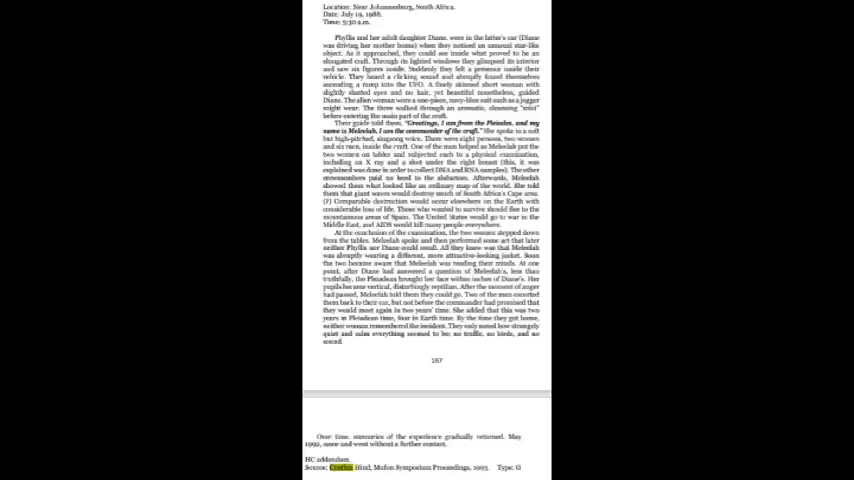 Location: Near Johannesburg, South Africa.
Date: July 19, 1988.
Time: 5:30 a.m.
Phyllis and her adult daughter Diane, were in the latter's car (Diane
was driving her mother home) when they noticed an unusual star-like
object. As it approached, they could see inside what proved to be an
elongated craft. Through its lighted windows they glimpsed its interior
and saw six figures inside. Suddenly they felt a presence inside their
vehicle. They heard a clicking sound and abruptly found themselves
ascending a ramp into the UFO. A finely skinned short woman with
slightly slanted eyes and no hair, yet beautiful nonetheless, guided
Diane. The alien woman wore a one-piece, navy-blue suit such as a jogger
might wear. The three walked through an aromatic, cleansing "mist"
before entering the main part of the craft.
Their guide told them, "Greetings, I am from the Pleiades, and my
name is Meleelah. I am the commander of the craft." She spoke in a soft
but high-pitched, singsong voice. There were eight persons, two women
and six men, inside the craft. One of the men helped as Meleelah put the
two women on tables and subjected each to a physical examination,
including an X ray and a shot under the right breast (this, it was
explained was done in order to collect DNA and RNA samples). The other
crewmembers paid no heed to the abductees. Afterwards, Meleelah
showed them what looked like an ordinary map of the world. She told
them that giant waves would destroy much of South Africa's Cape area.
(?) Comparable destruction would occur elsewhere on the Earth with
considerable loss of life. Those who wanted to survive should flee to the
mountainous areas of Spain. The United States would go to war in the
Middle East, and AIDS would kill many people everywhere.
At the conclusion of the examination, the two women stepped down
from the tables. Meleelah spoke and then performed some act that later
neither Phyllis nor Diane could recall. All they knew was that Meleelah
was abruptly wearing a different, more attractive-looking jacket. Soon
the two became aware that Meleelah was reading their minds. At one
point, after Diane had answered a question of Meleelah's, less than
truthfully, the Pleiadean brought her face within inches of Diane's. Her
pupils became vertical, disturbingly reptilian. After the moment of anger
had passed, Meleelah told them they could go. Two of the men escorted
them back to their car, but not before the commander had promised that
they would meet again in two years' time. She added that this was two
years in Pleiadean time, four in Earth time. By the time they got home,
neither woman remembered the incident. They only noted how strangely
quiet and calm everything seemed to be; no traffic, no birds, and no
sound.
187
Over time, memories of the experience gradually returned. May
1992, came and went without a further contact.
HC addendum.
Source: Cynthia Hind, Mufon Symposium Proceedings, 1993. Type: G